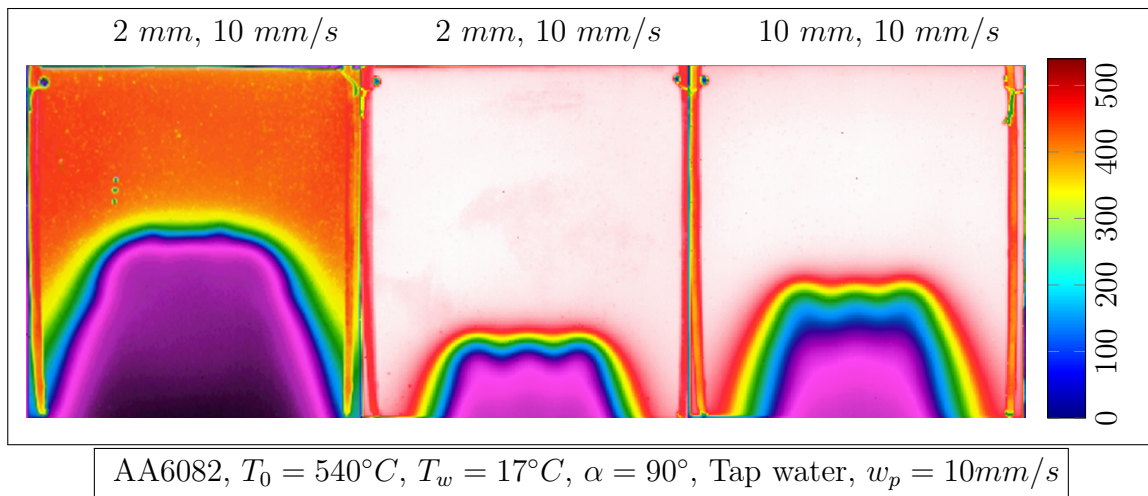 2 mm, 10 mm/s
2 mm, 10 mm/s
10 mm, 10 mm/s
500
400
300
200
100
0
AA6082, T₀ = 540°C, T_w = 17°C, α = 90°, Tap water, w_p = 10mm/s